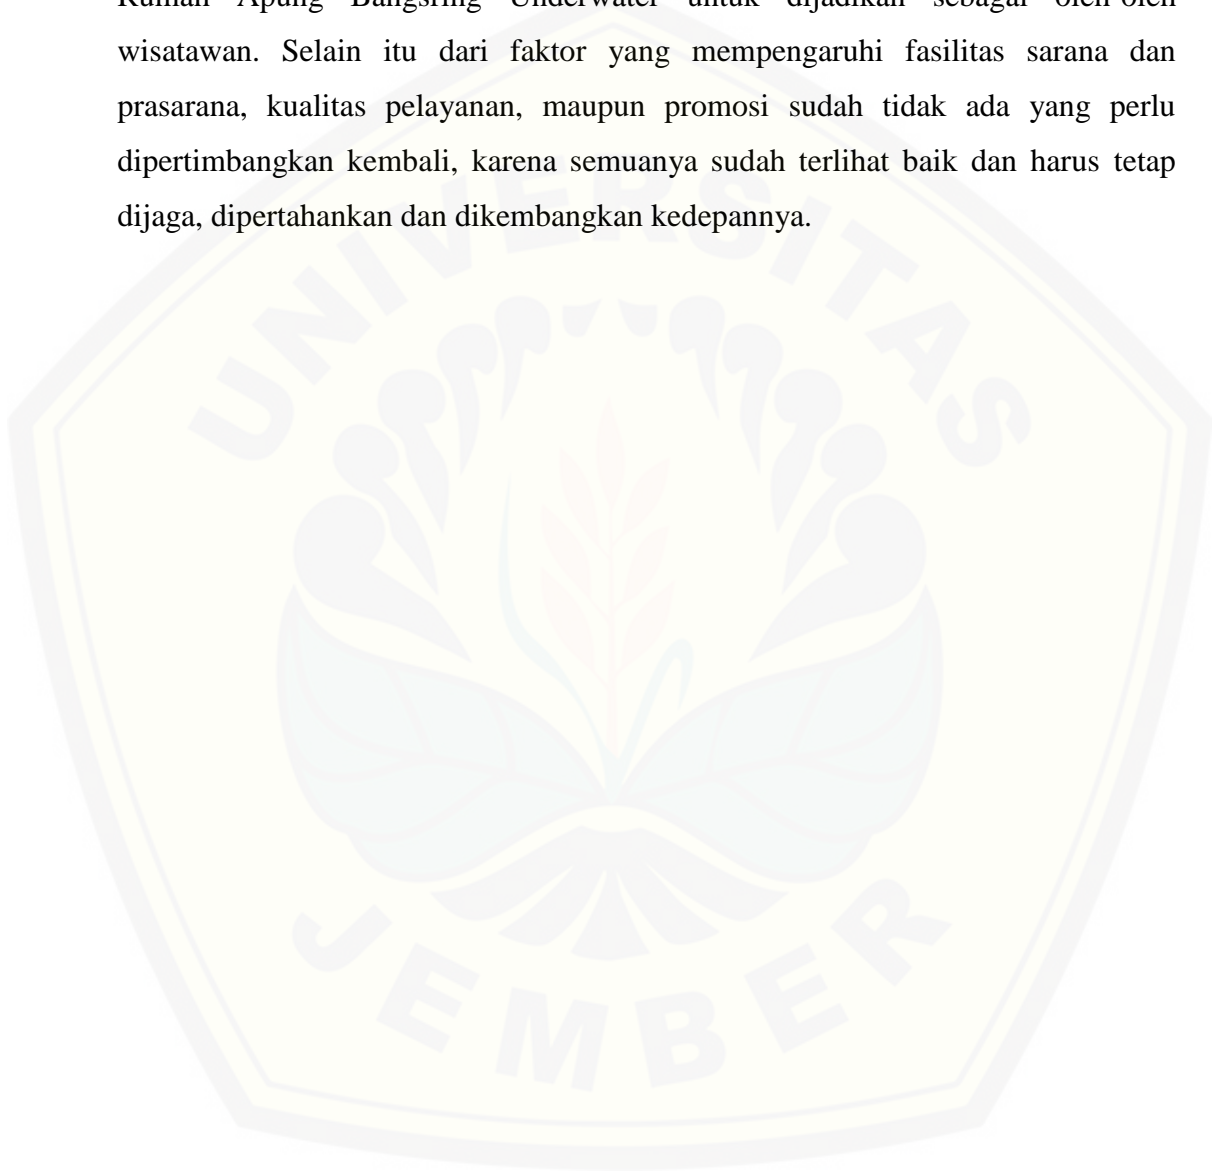 Rumah Apung Bangsring Underwater untuk dijadikan sebagai oleh-oleh
wisatawan. Selain itu dari faktor yang mempengaruhi fasilitas sarana dan
prasarana, kualitas pelayanan, maupun promosi sudah tidak ada yang perlu
dipertimbangkan kembali, karena semuanya sudah terlihat baik dan harus tetap
dijaga, dipertahankan dan dikembangkan kedepannya.
UNIVERSITAS
JEMBER